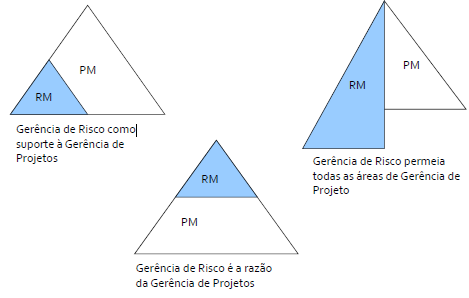 PM
RM
Gerência de Risco como
suporte à Gerência de
Projetos
PM
RM
Gerência de Risco permeia
todas as áreas de Gerência de
Projeto
RM
PM
Gerência de Risco é a razão
da Gerência de Projetos